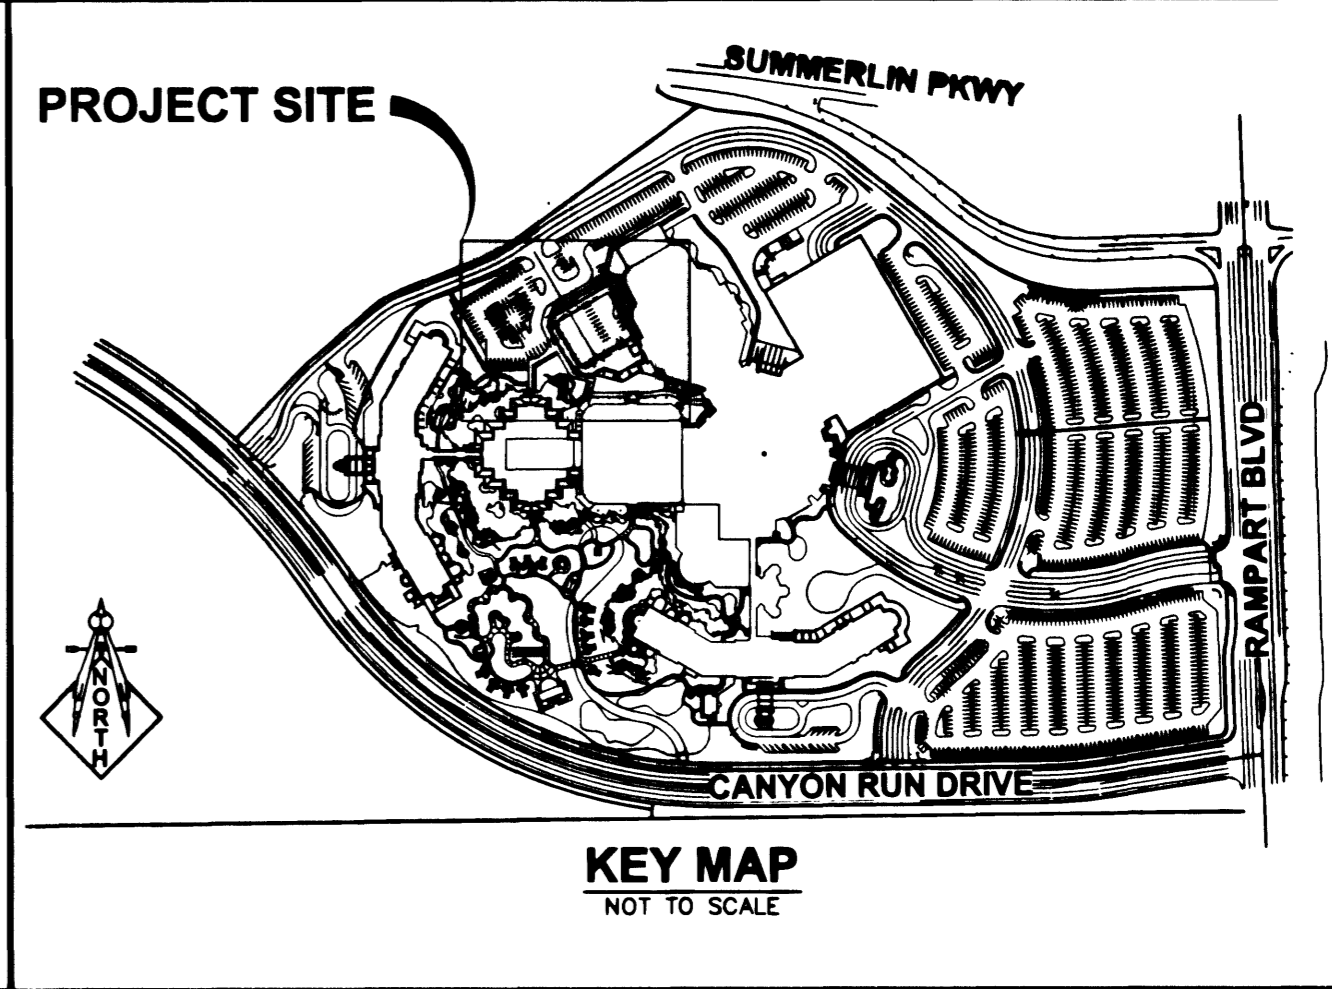 SUMMERLIN PKWY
PROJECT SITE
RAMPART BLVD
NORTH
CANYON RUN DRIVE
KEY MAP
NOT TO SCALE